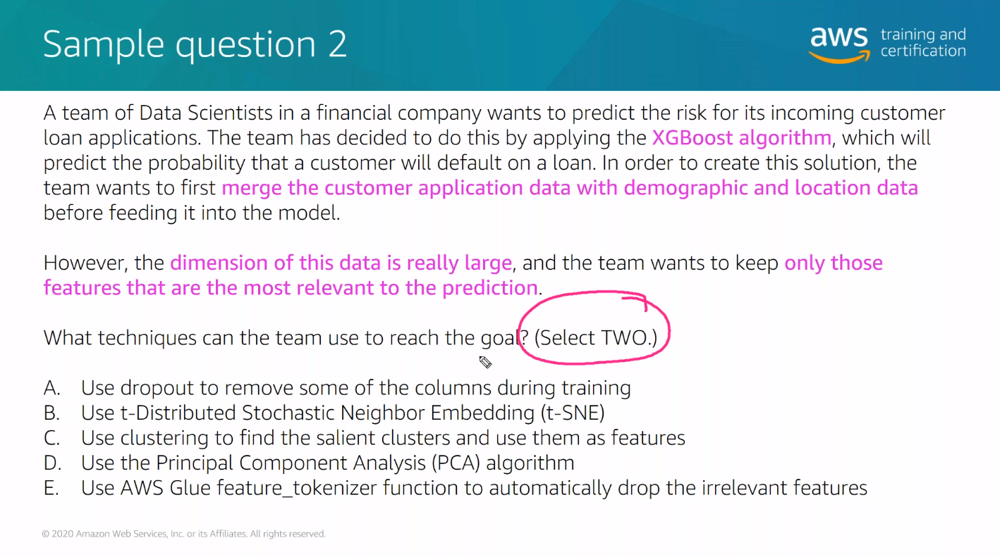 Sample question 2
aws training and
certification
A team of Data Scientists in a financial company wants to predict the risk for its incoming customer
loan applications. The team has decided to do this by applying the XGBoost algorithm, which will
predict the probability that a customer will default on a loan. In order to create this solution, the
team wants to first merge the customer application data with demographic and location data
before feeding it into the model.
However, the dimension of this data is really large, and the team wants to keep only those
features that are the most relevant to the prediction.
What techniques can the team use to reach the goal? (Select TWO.)
A. Use dropout to remove some of the columns during training
B. Use t-Distributed Stochastic Neighbor Embedding (t-SNE)
C. Use clustering to find the salient clusters and use them as features
D. Use the Principal Component Analysis (PCA) algorithm
E. Use AWS Glue feature_tokenizer function to automatically drop the irrelevant features
© 2020 Amazon Web Services, Inc. or its Affiliates. All rights reserved.